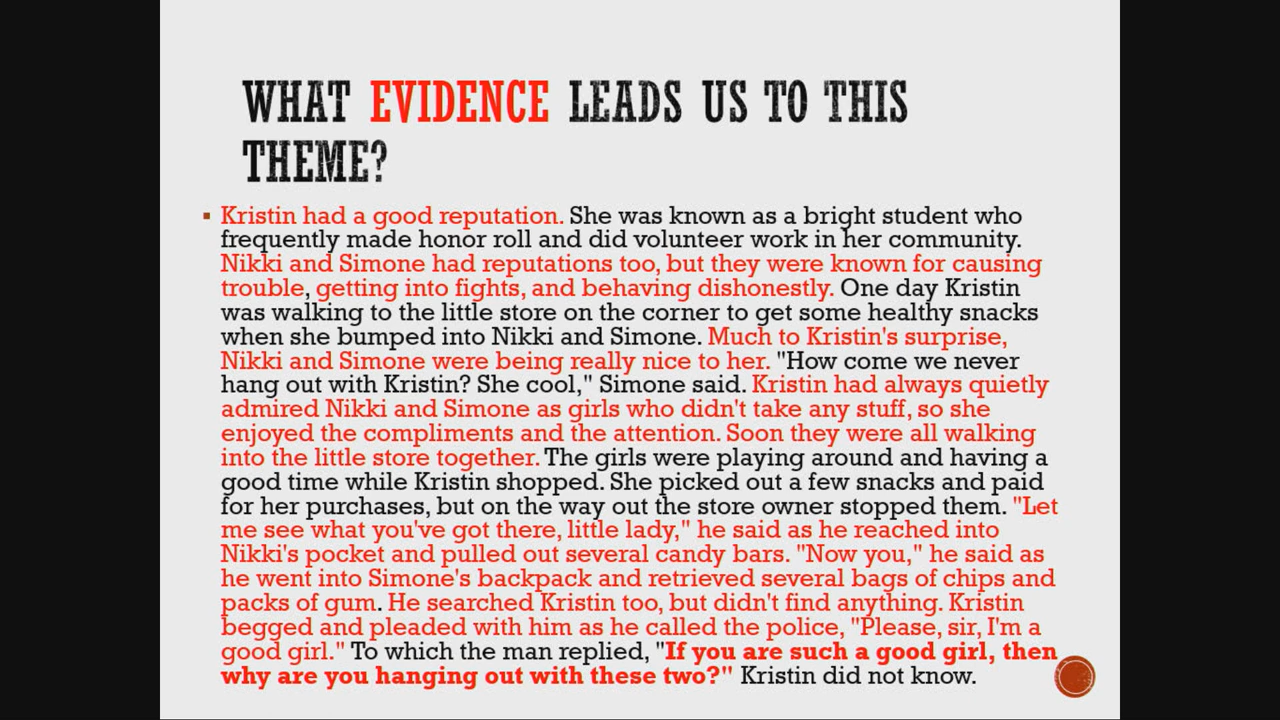 WHAT EVIDENCE LEADS US TO THIS
THEME?
Kristin had a good reputation. She was known as a bright student who
frequently made honor roll and did volunteer work in her community.
Nikki and Simone had reputations too, but they were known for causing
trouble, getting into fights, and behaving dishonestly. One day Kristin
was walking to the little store on the corner to get some healthy snacks
when she bumped into Nikki and Simone. Much to Kristin's surprise,
Nikki and Simone were being really nice to her. "How come we never
hang out with Kristin? She cool," Simone said. Kristin had always quietly
admired Nikki and Simone as girls who didn't take any stuff, so she
enjoyed the compliments and the attention. Soon they were all walking
into the little store together. The girls were playing around and having a
good time while Kristin shopped. She picked out a few snacks and paid
for her purchases, but on the way out the store owner stopped them. "Let
me see what you've got there, little lady," he said as he reached into
Nikki's pocket and pulled out several candy bars. "Now you," he said as
he went into Simone's backpack and retrieved several bags of chips and
packs of gum. He searched Kristin too, but didn't find anything. Kristin
begged and pleaded with him as he called the police, "Please, sir, I'm a
good girl." To which the man replied, "If you are such a good girl, then
why are you hanging out with these two?" Kristin did not know.